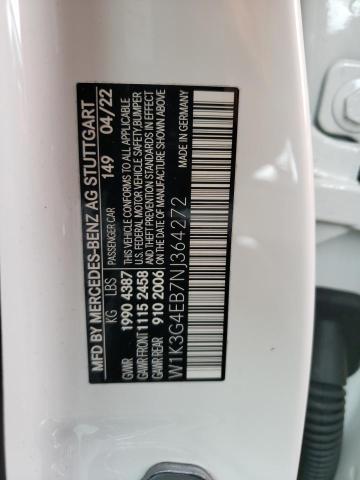 MFD BY MERCEDES-BENZ AG STUTTGART
PASSENGER CAR 149 04/22
KG LBS
GVWR 1990 4387
GAWR FRONT 1115 2458
GAWR REAR 910 2006
THIS VEHICLE CONFORMS TO ALL APPLICABLE
U.S. FEDERAL MOTOR VEHICLE SAFETY, BUMPER
AND THEFT PREVENTION STANDARDS IN EFFECT
ON THE DATE OF MANUFACTURE SHOWN ABOVE
W1K3G4EB7NJ364272
MADE IN GERMANY